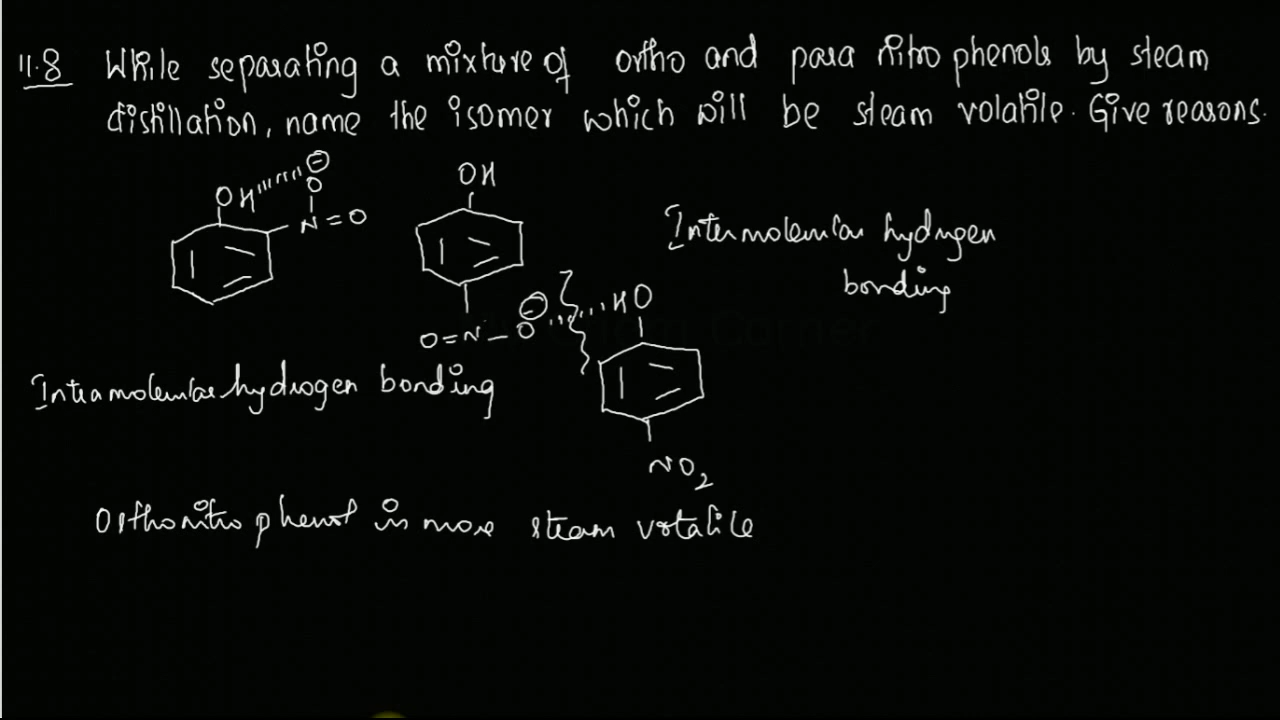 11.8 While separating a mixture of ortho and para nitro phenols by steam
distillation, name the isomer which will be steam volatile. Give reasons.
OH ⊖
O
N=O
OH
Intermolecular hydrogen
bonding
⊖
O=N-O HO
Intramolecular hydrogen bonding
NO2
Orthonitro phenol is more steam volatile